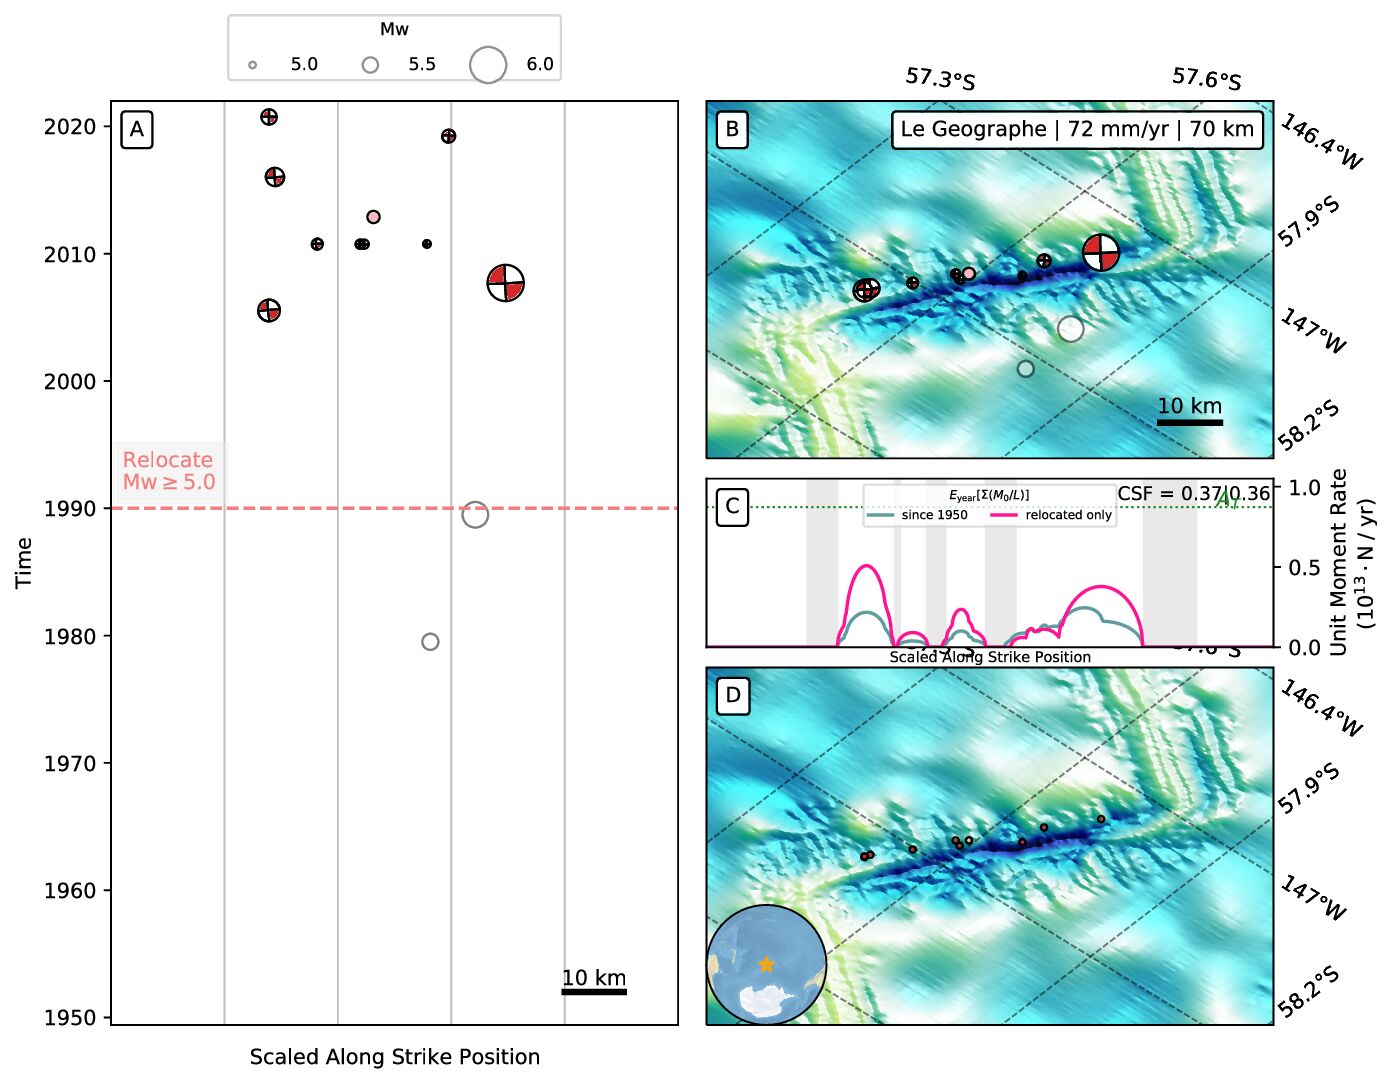 Mw
5.0 5.5 6.0
A
2020
2010
2000
1990
1980
1970
1960
1950
Time
Relocate
Mw ≥ 5.0
10 km
Scaled Along Strike Position
57.3°S 57.6°S
B
Le Geographe | 72 mm/yr | 70 km
146.4°W
57.9°S
147°W
58.2°S
10 km
C
E_year[Σ(M₀/L)]
since 1950 relocated only
CSF = 0.37/0.36
1.0
0.5
0.0
Unit Moment Rate
(10¹³ · N / yr)
Scaled Along Strike Position
D
146.4°W
57.9°S
147°W
58.2°S